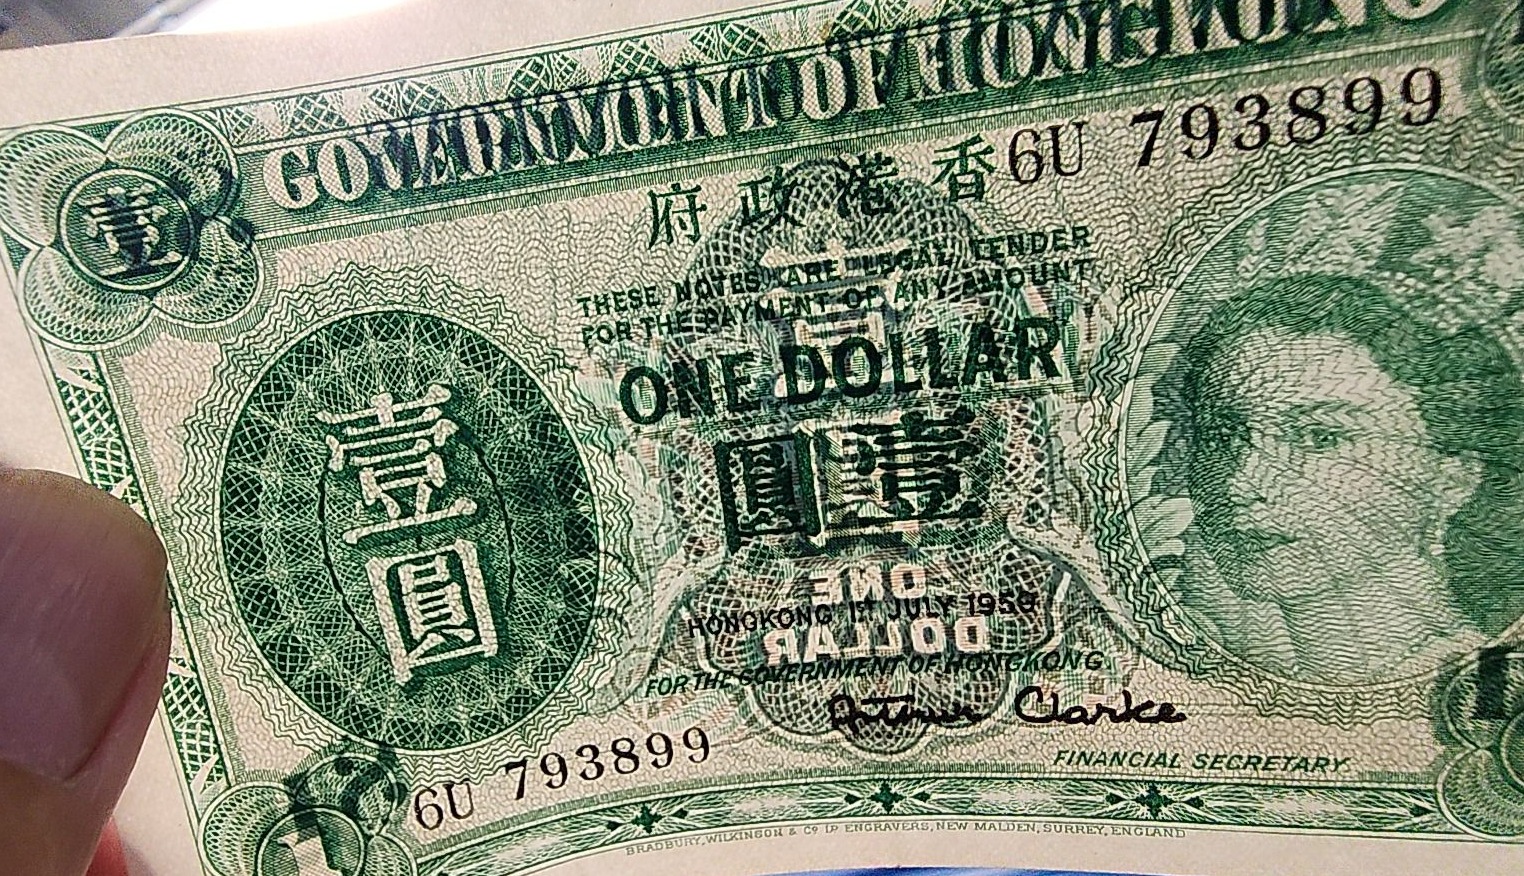 GOVERNMENT OF HONG KONG
壹
府政港香
6U 793899
THESE NOTES ARE LEGAL TENDER
FOR THE PAYMENT OF ANY AMOUNT
ONE DOLLAR
圓壹
壹
圓
ONE
DOLLAR
HONGKONG 1ST JULY 1959
FOR THE GOVERNMENT OF HONGKONG.
Arthur Clarke
FINANCIAL SECRETARY.
6U 793899
1
1
BRADBURY, WILKINSON & Co LD ENGRAVERS, NEW MALDEN, SURREY, ENGLAND